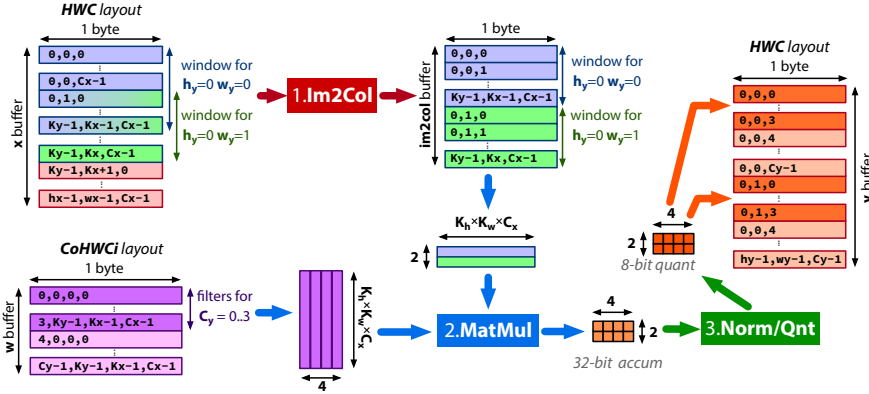 HWC layout
1 byte
x buffer
0,0,0
0,0,Cx-1
0,1,0
Ky-1,Kx-1,Cx-1
Ky-1,Kx,Cx-1
Ky-1,Kx+1,0
hx-1,wx-1,Cx-1
window for
hy=0 wy=0
window for
hy=0 wy=1
1.Im2Col
1 byte
im2col buffer
0,0,0
0,0,1
Ky-1,Kx-1,Cx-1
0,1,0
0,1,1
Ky-1,Kx,Cx-1
window for
hy=0 wy=0
window for
hy=0 wy=1
HWC layout
1 byte
y buffer
0,0,0
0,0,3
0,0,4
0,0,Cy-1
0,1,0
0,1,3
0,0,4
hy-1,wy-1,Cy-1
Kh×Kw×Cx
2
4
2
8-bit quant
CoHWCi layout
1 byte
w buffer
0,0,0,0
3,Ky-1,Kx-1,Cx-1
4,0,0,0
Cy-1,Ky-1,Kx-1,Cx-1
filters for
Cy = 0..3
Kh×Kw×Cx
4
2.MatMul
4
2
32-bit accum
3.Norm/Qnt